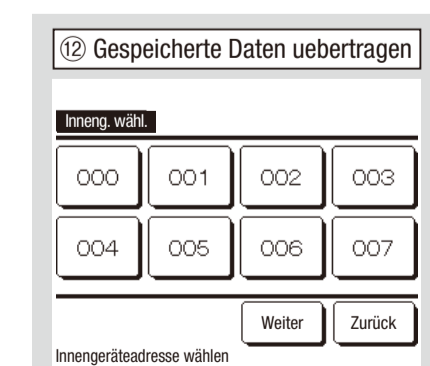 ⑫ Gespeicherte Daten uebertragen
Inneng. wähl.
000 001 002 003
004 005 006 007
Weiter Zurück
Innengeräteadresse wählen